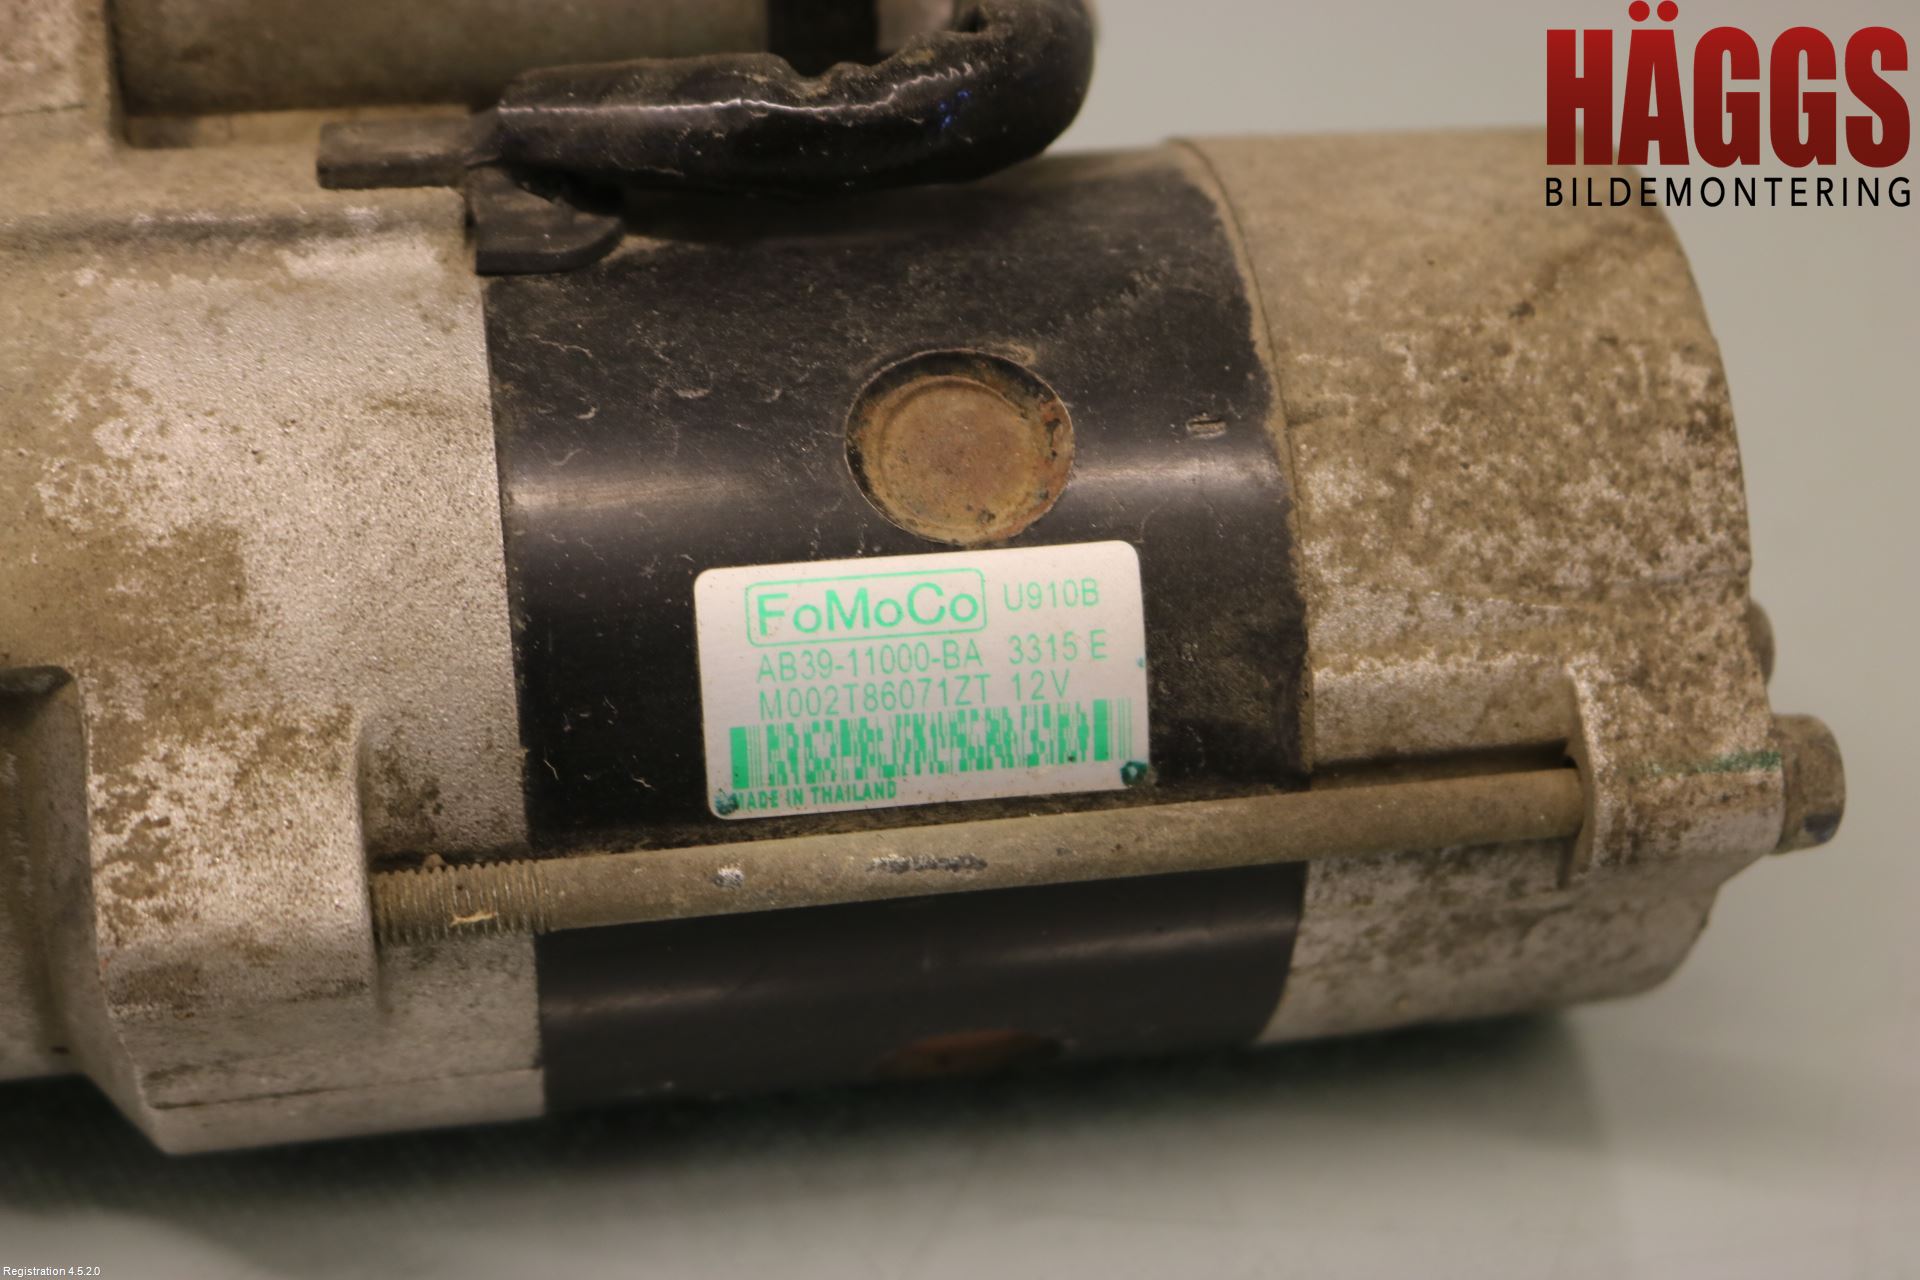 HÄGGS
BILDEMONTERING
FoMoCo U910B
AB39-11000-BA 3315 E
M002T86071ZT 12V
MADE IN THAILAND
Registration 4.5.2.0